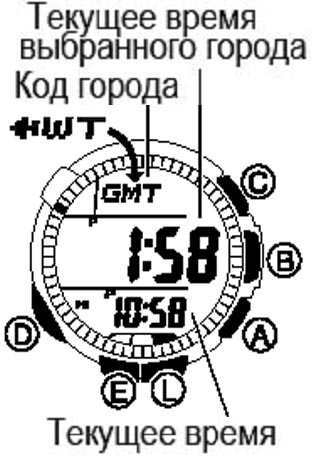 Текущее время
выбранного города
Код города
WT
GMT
P
1:58
P
10:58
Текущее время
C
B
A
D
E
L